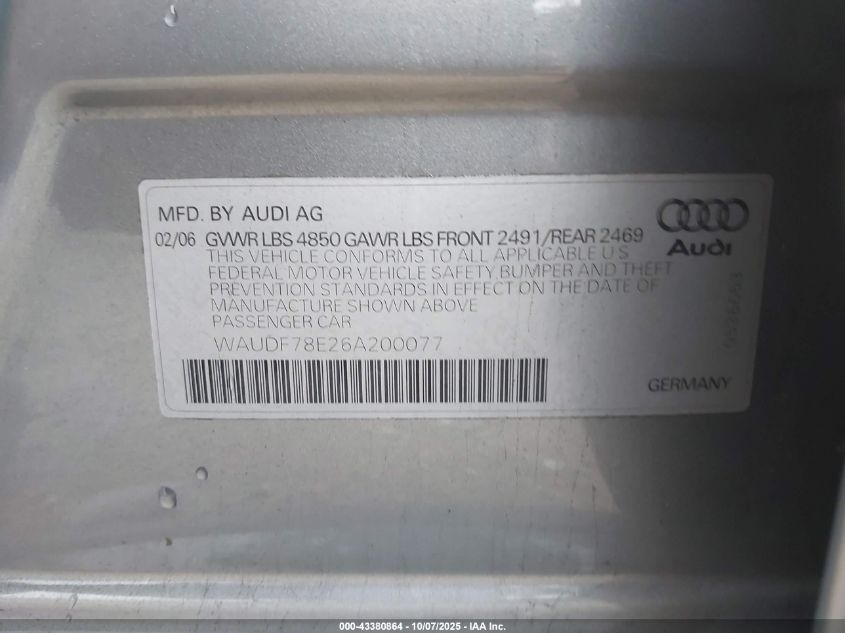 MFD. BY AUDI AG
02/06 GVWR LBS 4850 GAWR LBS FRONT 2491/REAR 2469
THIS VEHICLE CONFORMS TO ALL APPLICABLE U S
FEDERAL MOTOR VEHICLE SAFETY BUMPER AND THEFT
PREVENTION STANDARDS IN EFFECT ON THE DATE OF
MANUFACTURE SHOWN ABOVE
PASSENGER CAR
WAUDF78E26A200077
Audi
GERMANY
000-43380864 - 10/07/2025 - IAA Inc.